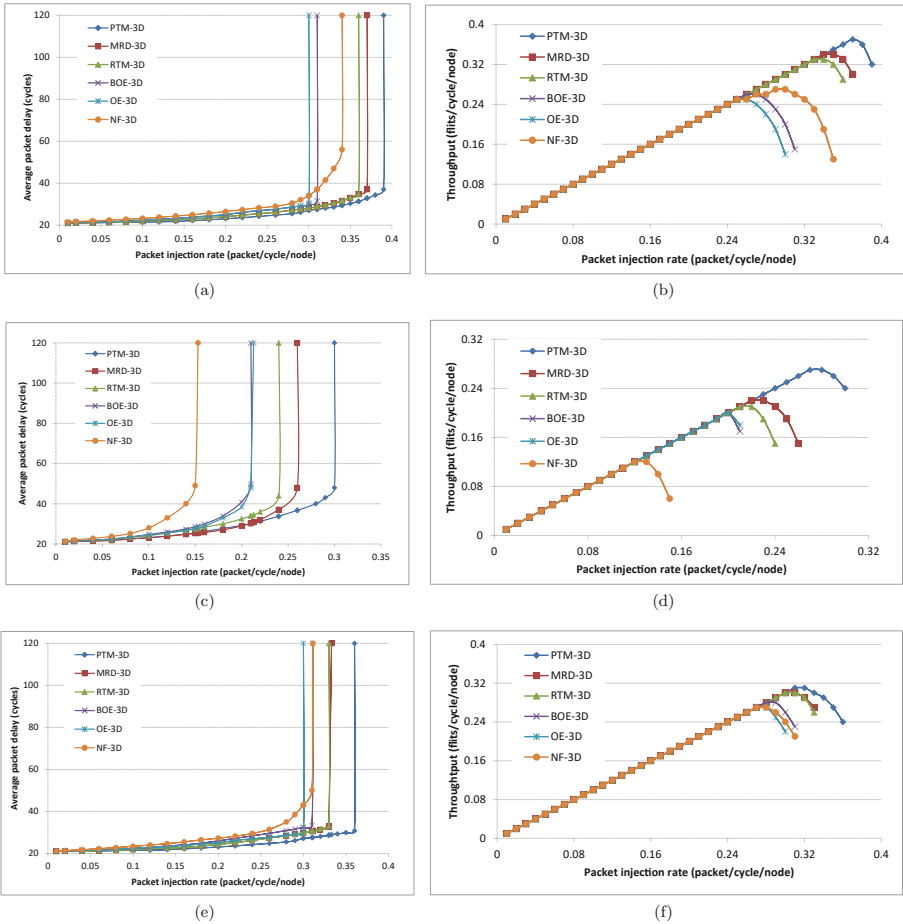 120
100
80
60
40
20
Average packet delay (cycles)
PTM-3D
MRD-3D
RTM-3D
BOE-3D
OE-3D
NF-3D
0 0.05 0.1 0.15 0.2 0.25 0.3 0.35 0.4
Packet injection rate (packet/cycle/node)
(a)
0.4
0.32
0.24
0.16
0.08
0
Throughput (flits/cycle/node)
PTM-3D
MRD-3D
RTM-3D
BOE-3D
OE-3D
NF-3D
0.08 0.16 0.24 0.32 0.4
Packet injection rate (packet/cycle/node)
(b)
120
100
80
60
40
20
Average packet delay (cycles)
PTM-3D
MRD-3D
RTM-3D
BOE-3D
OE-3D
NF-3D
0 0.05 0.1 0.15 0.2 0.25 0.3 0.35
Packet injection rate (packet/cycle/node)
(c)
0.32
0.24
0.16
0.08
0
Throughput (flits/cycle/node)
PTM-3D
MRD-3D
RTM-3D
BOE-3D
OE-3D
NF-3D
0 0.08 0.16 0.24 0.32
Packet injection rate (packet/cycle/node)
(d)
120
100
80
60
40
20
Average packet delay (cycles)
PTM-3D
MRD-3D
RTM-3D
BOE-3D
OE-3D
NF-3D
0 0.05 0.1 0.15 0.2 0.25 0.3 0.35 0.4
Packet injection rate (packet/cycle/node)
(e)
0.4
0.32
0.24
0.16
0.08
0
Throughtput (flits/cycle/node)
PTM-3D
MRD-3D
RTM-3D
BOE-3D
OE-3D
NF-3D
0 0.08 0.16 0.24 0.32 0.4
Packet injection rate (packet/cycle/node)
(f)